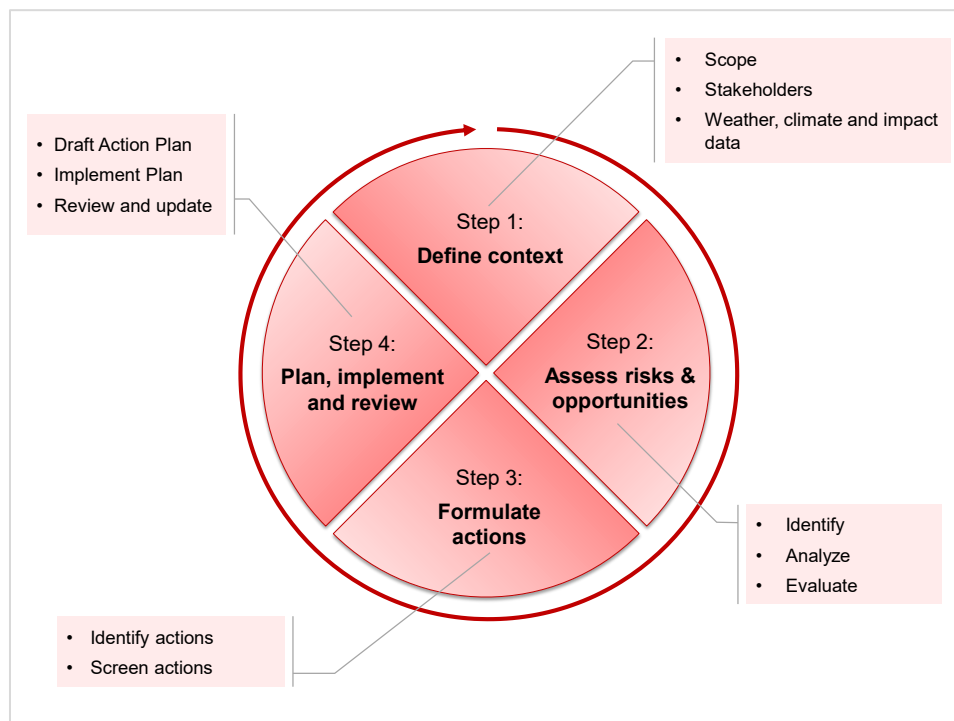 • Scope
• Stakeholders
• Weather, climate and impact
data
• Draft Action Plan
• Implement Plan
• Review and update
Step 1:
Define context
Step 2:
Assess risks &
opportunities
Step 4:
Plan, implement
and review
Step 3:
Formulate
actions
• Identify
• Analyze
• Evaluate
• Identify actions
• Screen actions